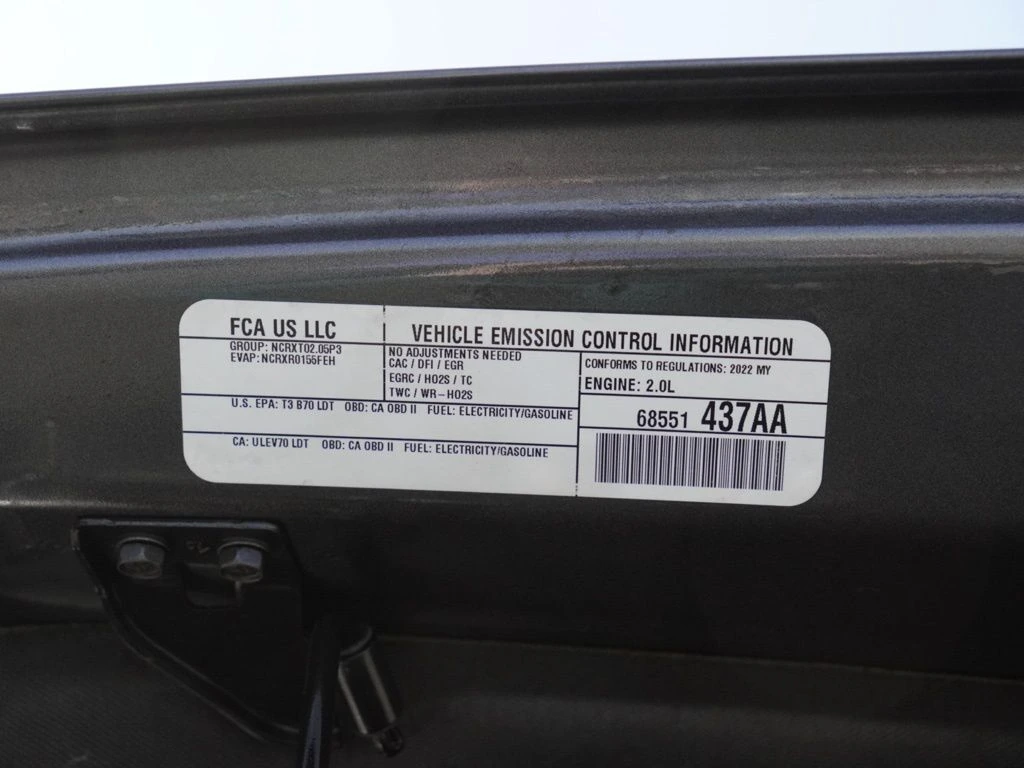 FCA US LLC
GROUP: NCRXT02.05P3
EVAP: NCRXR0155FEH
VEHICLE EMISSION CONTROL INFORMATION
NO ADJUSTMENTS NEEDED
CAC / DFI / EGR
EGRC / HO2S / TC
TWC / WR-HO2S
CONFORMS TO REGULATIONS: 2022 MY
ENGINE: 2.0L
U.S. EPA: T3 B70 LDT OBD: CA OBD II FUEL: ELECTRICITY/GASOLINE
68551 437AA
CA: ULEV70 LDT OBD: CA OBD II FUEL: ELECTRICITY/GASOLINE